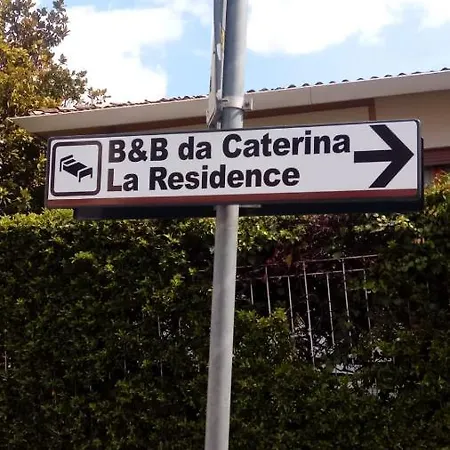 B&B da Caterina
La Residence